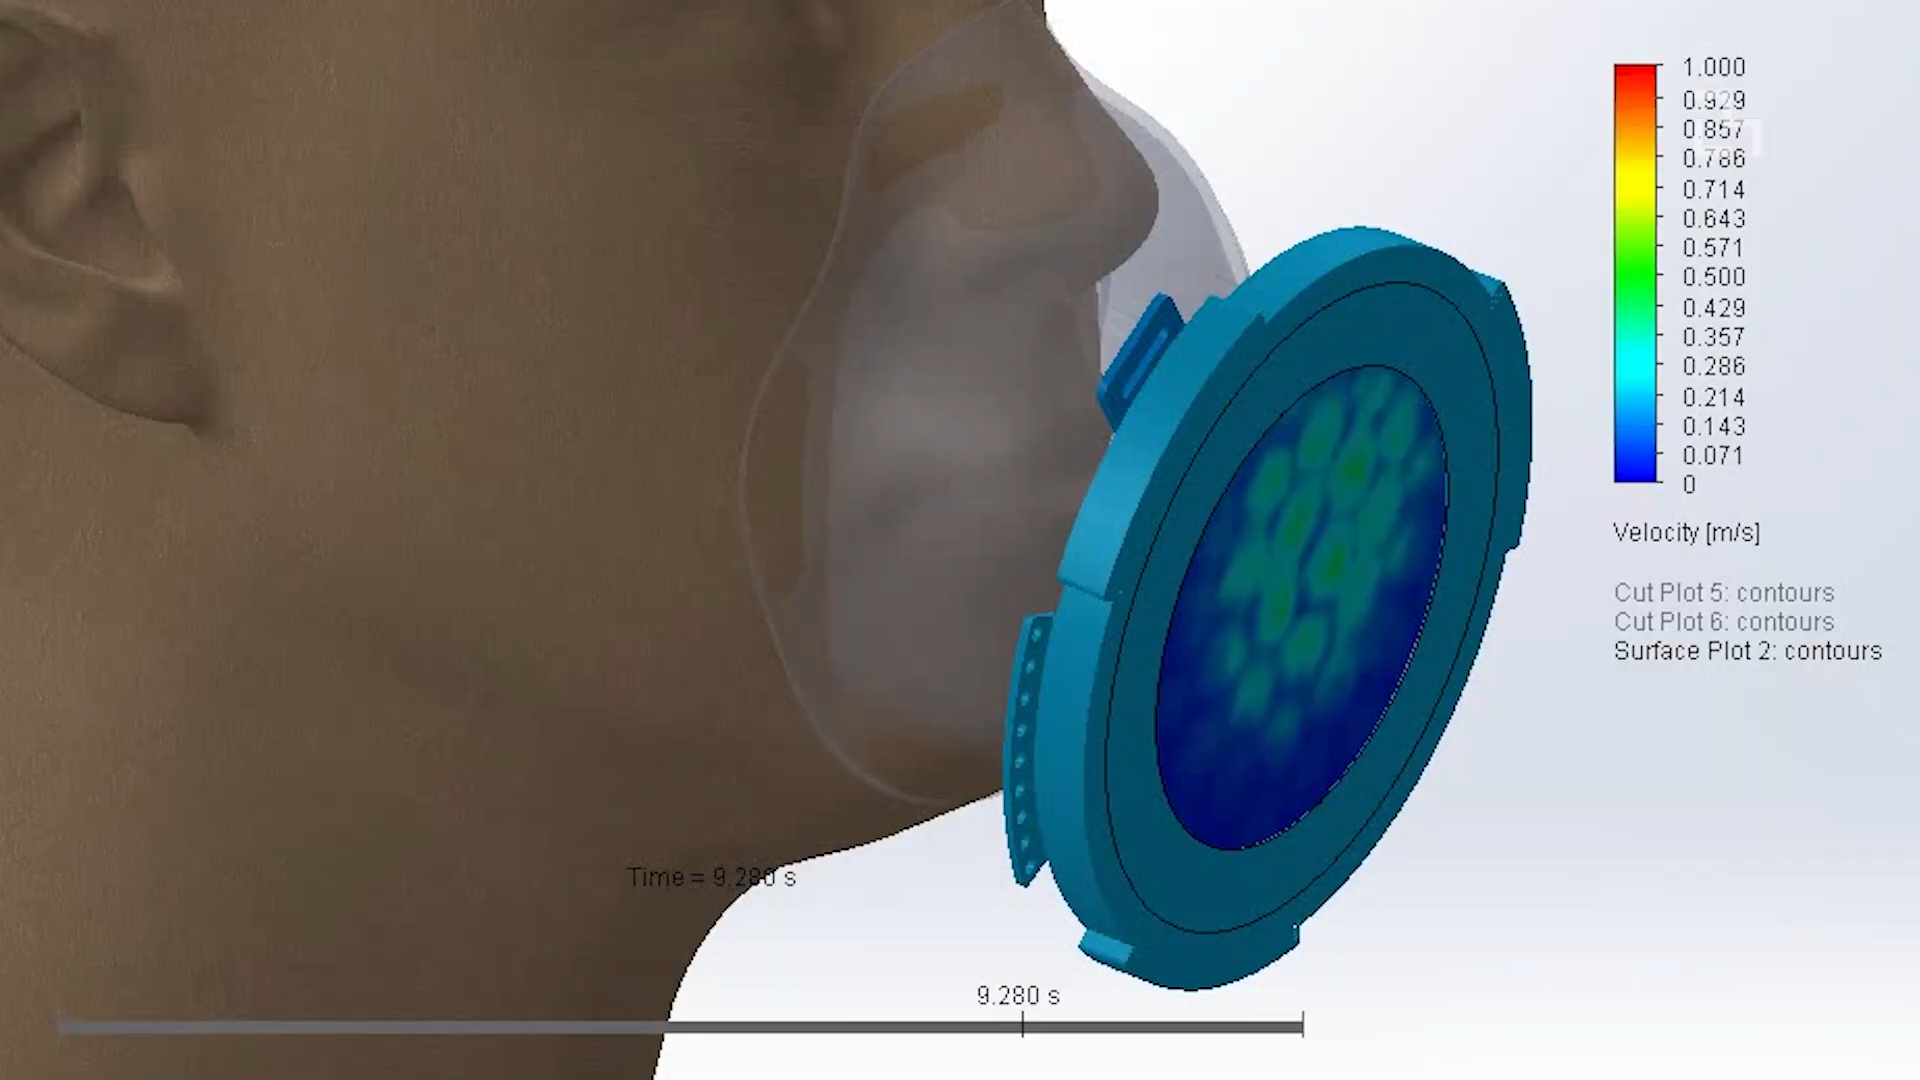 1.000
0.929
0.857
0.786
0.714
0.643
0.571
0.500
0.429
0.357
0.286
0.214
0.143
0.071
0
Velocity [m/s]
Cut Plot 5: contours
Cut Plot 6: contours
Surface Plot 2: contours
Time = 9.280 s
9.280 s